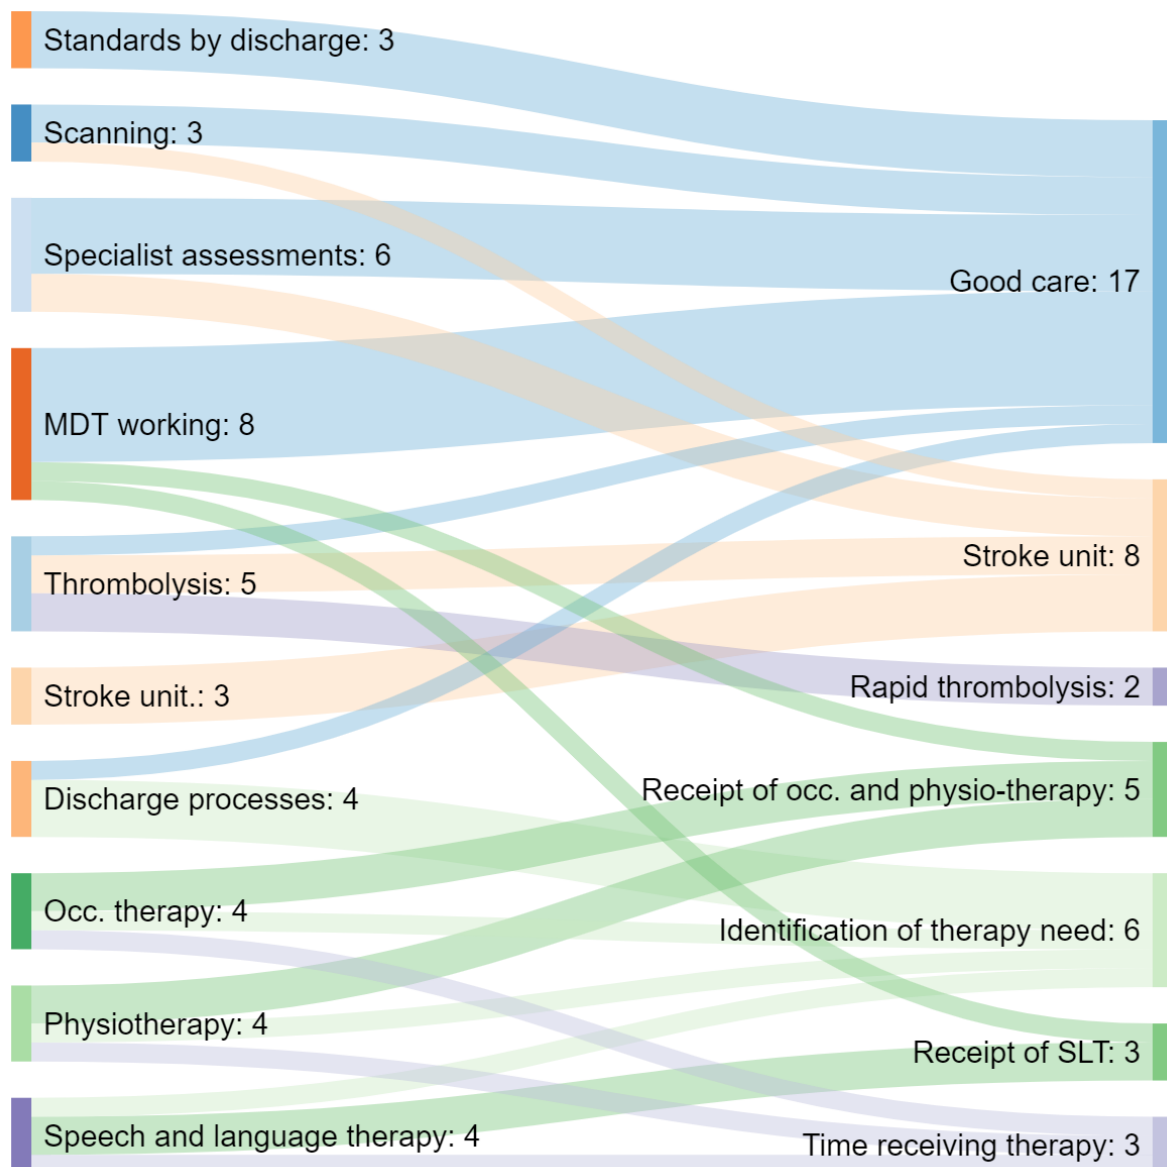 Standards by discharge: 3
Scanning: 3
Specialist assessments: 6
Good care: 17
MDT working: 8
Stroke unit: 8
Thrombolysis: 5
Rapid thrombolysis: 2
Stroke unit.: 3
Receipt of occ. and physio-therapy: 5
Discharge processes: 4
Occ. therapy: 4
Identification of therapy need: 6
Physiotherapy: 4
Receipt of SLT: 3
Speech and language therapy: 4
Time receiving therapy: 3